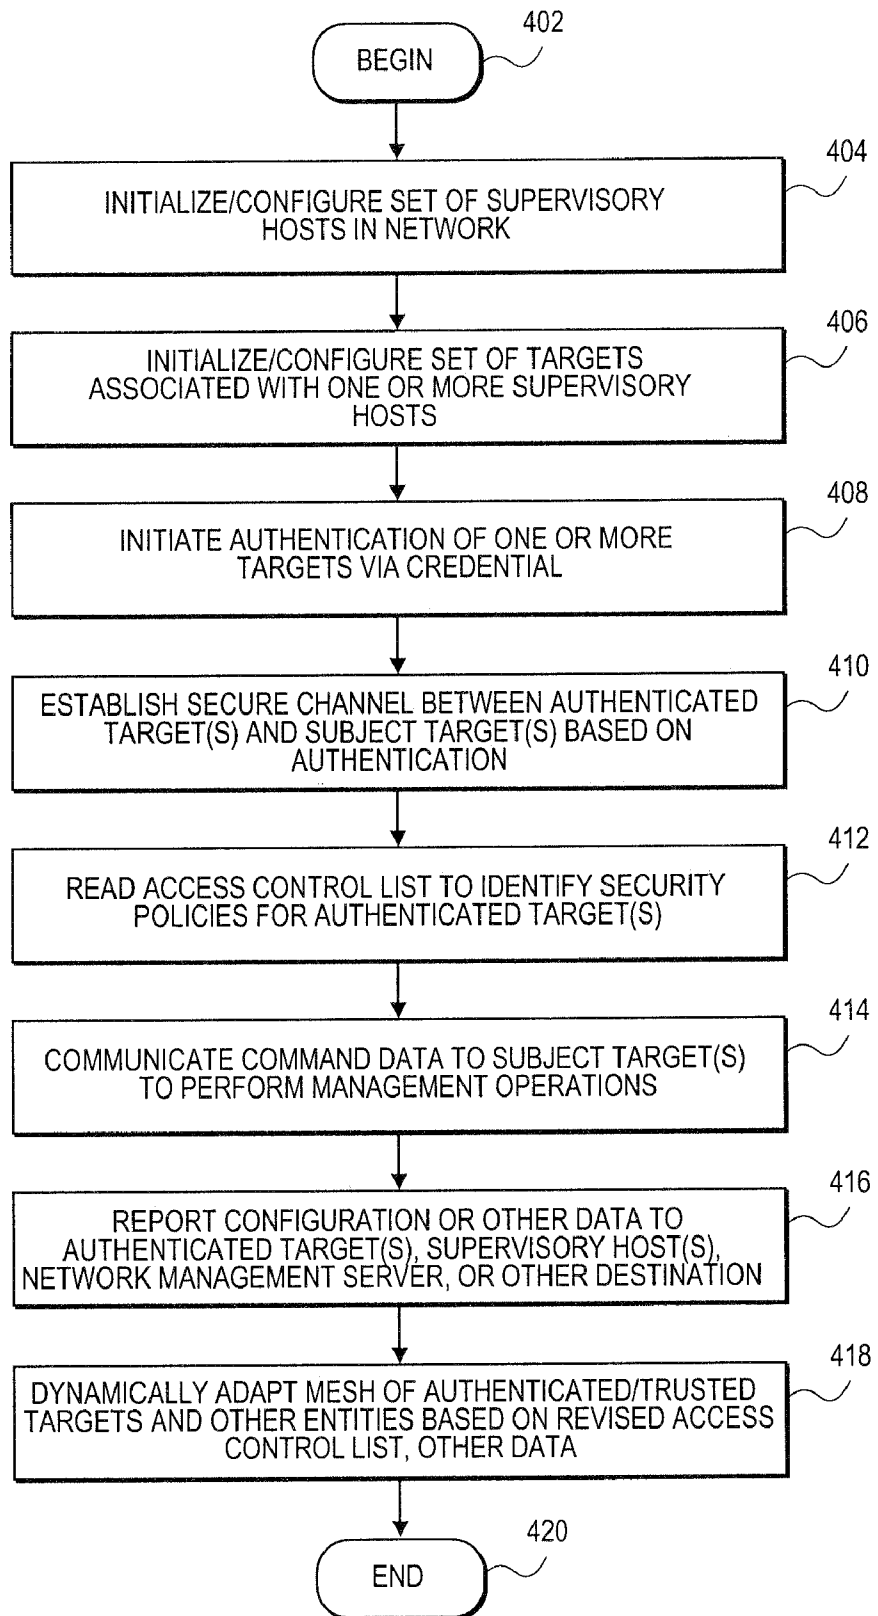 402
BEGIN
404
INITIALIZE/CONFIGURE SET OF SUPERVISORY
HOSTS IN NETWORK
406
INITIALIZE/CONFIGURE SET OF TARGETS
ASSOCIATED WITH ONE OR MORE SUPERVISORY
HOSTS
408
INITIATE AUTHENTICATION OF ONE OR MORE
TARGETS VIA CREDENTIAL
410
ESTABLISH SECURE CHANNEL BETWEEN AUTHENTICATED
TARGET(S) AND SUBJECT TARGET(S) BASED ON
AUTHENTICATION
412
READ ACCESS CONTROL LIST TO IDENTIFY SECURITY
POLICIES FOR AUTHENTICATED TARGET(S)
414
COMMUNICATE COMMAND DATA TO SUBJECT TARGET(S)
TO PERFORM MANAGEMENT OPERATIONS
416
REPORT CONFIGURATION OR OTHER DATA TO
AUTHENTICATED TARGET(S), SUPERVISORY HOST(S),
NETWORK MANAGEMENT SERVER, OR OTHER DESTINATION
418
DYNAMICALLY ADAPT MESH OF AUTHENTICATED/TRUSTED
TARGETS AND OTHER ENTITIES BASED ON REVISED ACCESS
CONTROL LIST, OTHER DATA
420
END